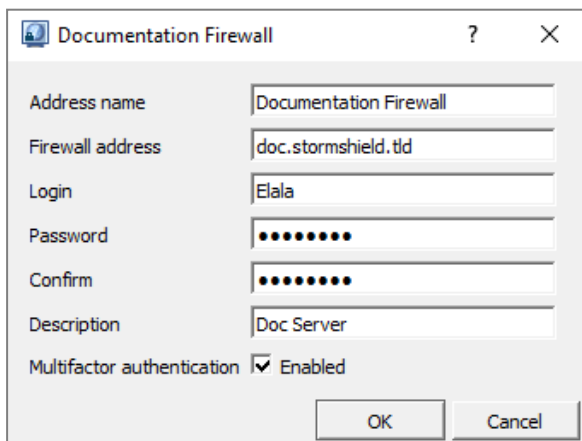 Documentation Firewall ?
Address name Documentation Firewall
Firewall address doc.stormshield.tld
Login Elala
Password ●●●●●●●●
Confirm ●●●●●●●●
Description Doc Server
Multifactor authentication Enabled
OK Cancel